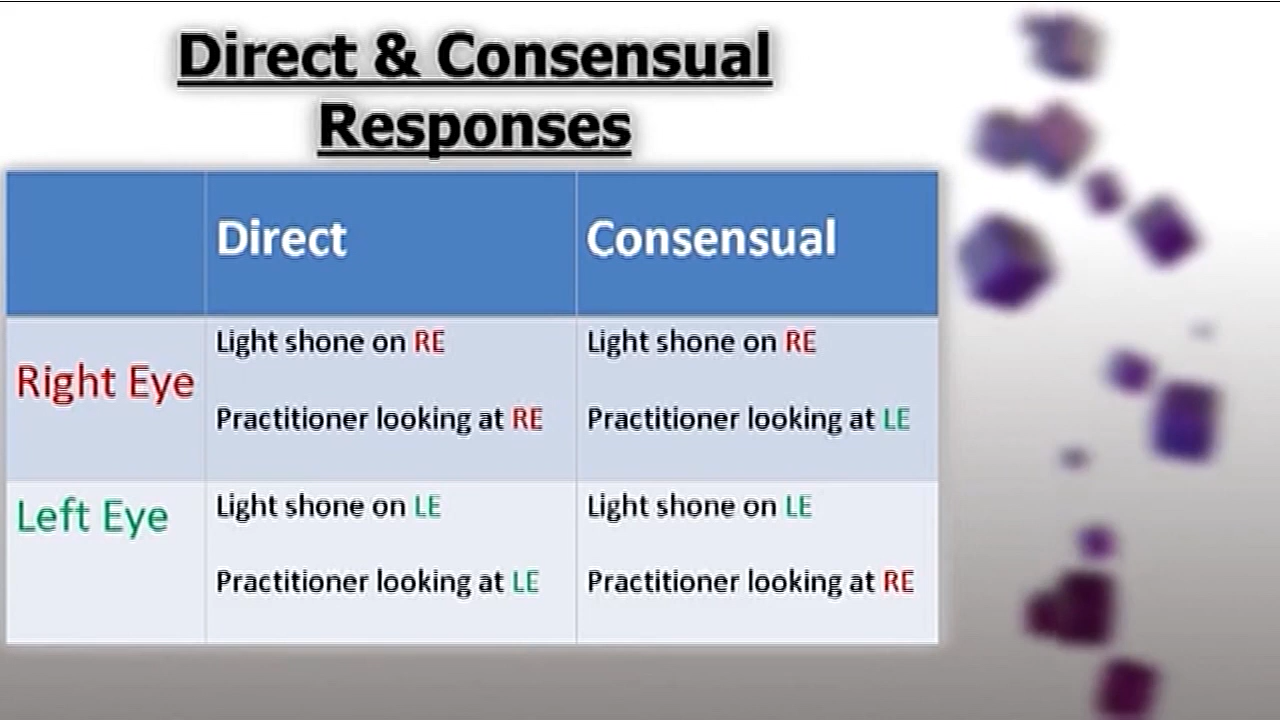 Direct & Consensual
Responses
Direct
Consensual
Right Eye
Light shone on RE
Practitioner looking at RE
Light shone on RE
Practitioner looking at LE
Left Eye
Light shone on LE
Practitioner looking at LE
Light shone on LE
Practitioner looking at RE